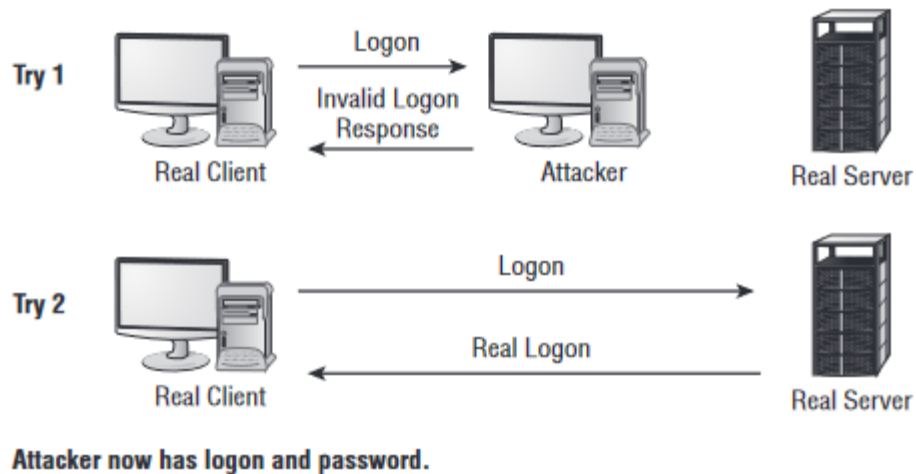 Try 1
Logon
Invalid Logon
Response
Real Client
Attacker
Real Server
Try 2
Logon
Real Logon
Real Client
Real Server
Attacker now has logon and password.